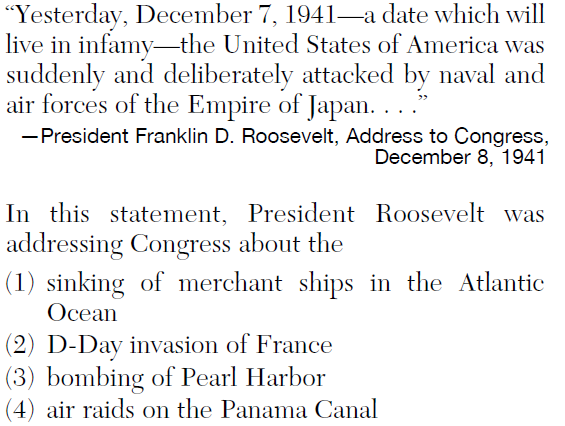 “Yesterday, December 7, 1941—a date which will
live in infamy—the United States of America was
suddenly and deliberately attacked by naval and
air forces of the Empire of Japan. . . .”
—President Franklin D. Roosevelt, Address to Congress,
December 8, 1941
In this statement, President Roosevelt was
addressing Congress about the
(1) sinking of merchant ships in the Atlantic
Ocean
(2) D-Day invasion of France
(3) bombing of Pearl Harbor
(4) air raids on the Panama Canal